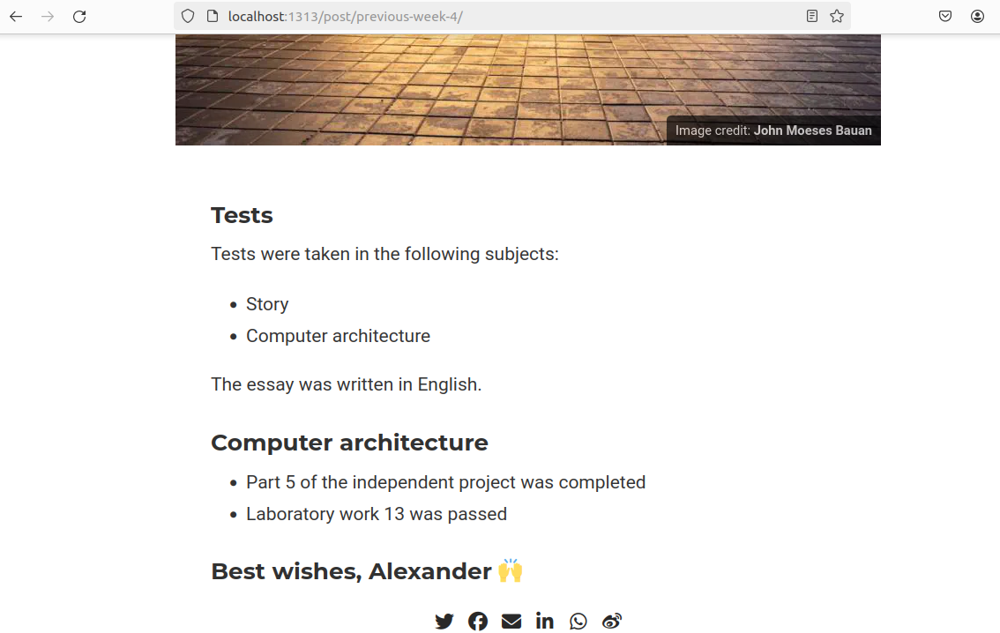 localhost:1313/post/previous-week-4/
Image credit: John Moeses Bauan
Tests
Tests were taken in the following subjects:
Story
Computer architecture
The essay was written in English.
Computer architecture
Part 5 of the independent project was completed
Laboratory work 13 was passed
Best wishes, Alexander 🙌